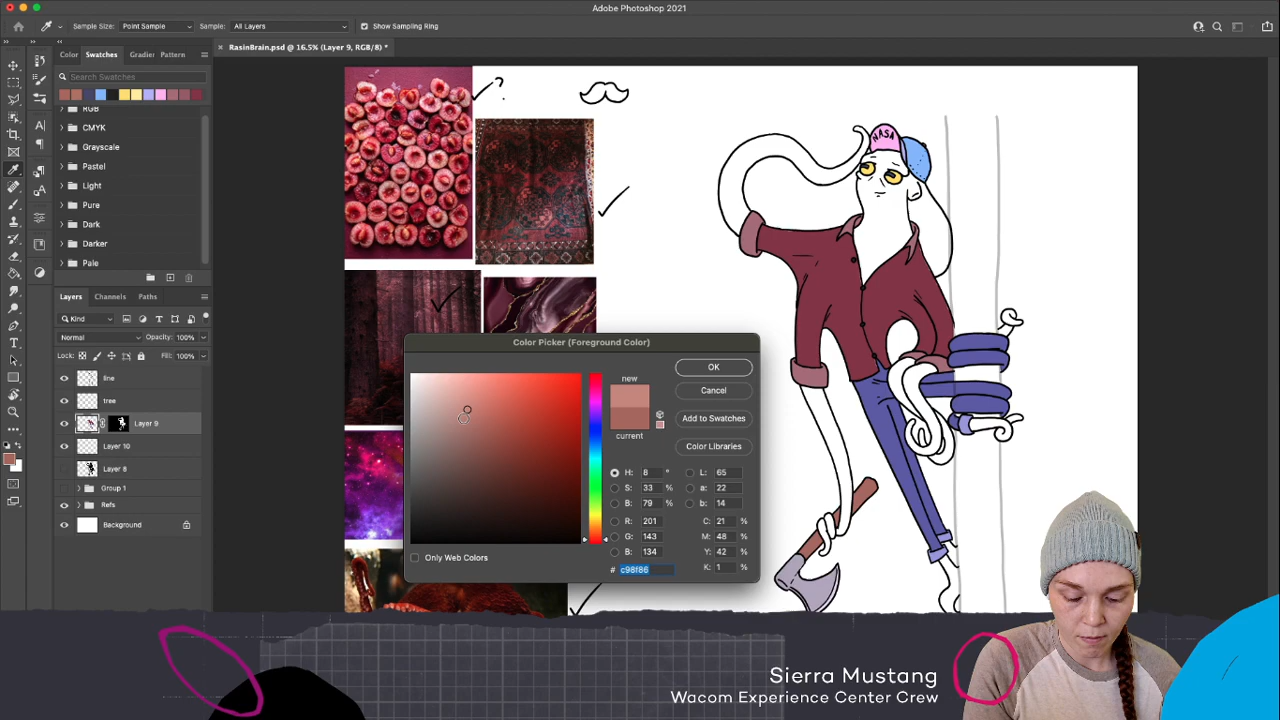 Adobe Photoshop 2021
Sample Size: Point Sample Sample: All Layers Show Sampling Ring
Color Swatches Gradier Pattern
RasinBrain.psd @ 16.5% (Layer 9, RGB/8) *
Search Swatches
RGB
CMYK
Grayscale
Pastel
Light
Pure
Dark
Darker
Pale
NASA
Layers Channels Paths
Kind
Normal Opacity: 100%
Lock: Fill: 100%
line
tree
Layer 9
Layer 10
Layer 8
Group 1
Refs
Background
Color Picker (Foreground Color)
new
current
OK
Cancel
Add to Swatches
Color Libraries
H: 8 °
S: 33 %
B: 79 %
R: 201
G: 143
B: 134
L: 65
a: 22
b: 14
C: 21 %
M: 48 %
Y: 42 %
K: 1 %
# c98f86
Only Web Colors
Sierra Mustang
Wacom Experience Center Crew